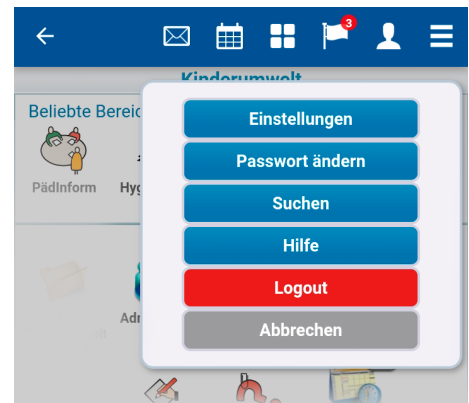 3
Kinderumwelt
Beliebte Bereic
PädInform Hyg
Einstellungen
Passwort ändern
Suchen
Hilfe
Logout
Abbrechen
Adr